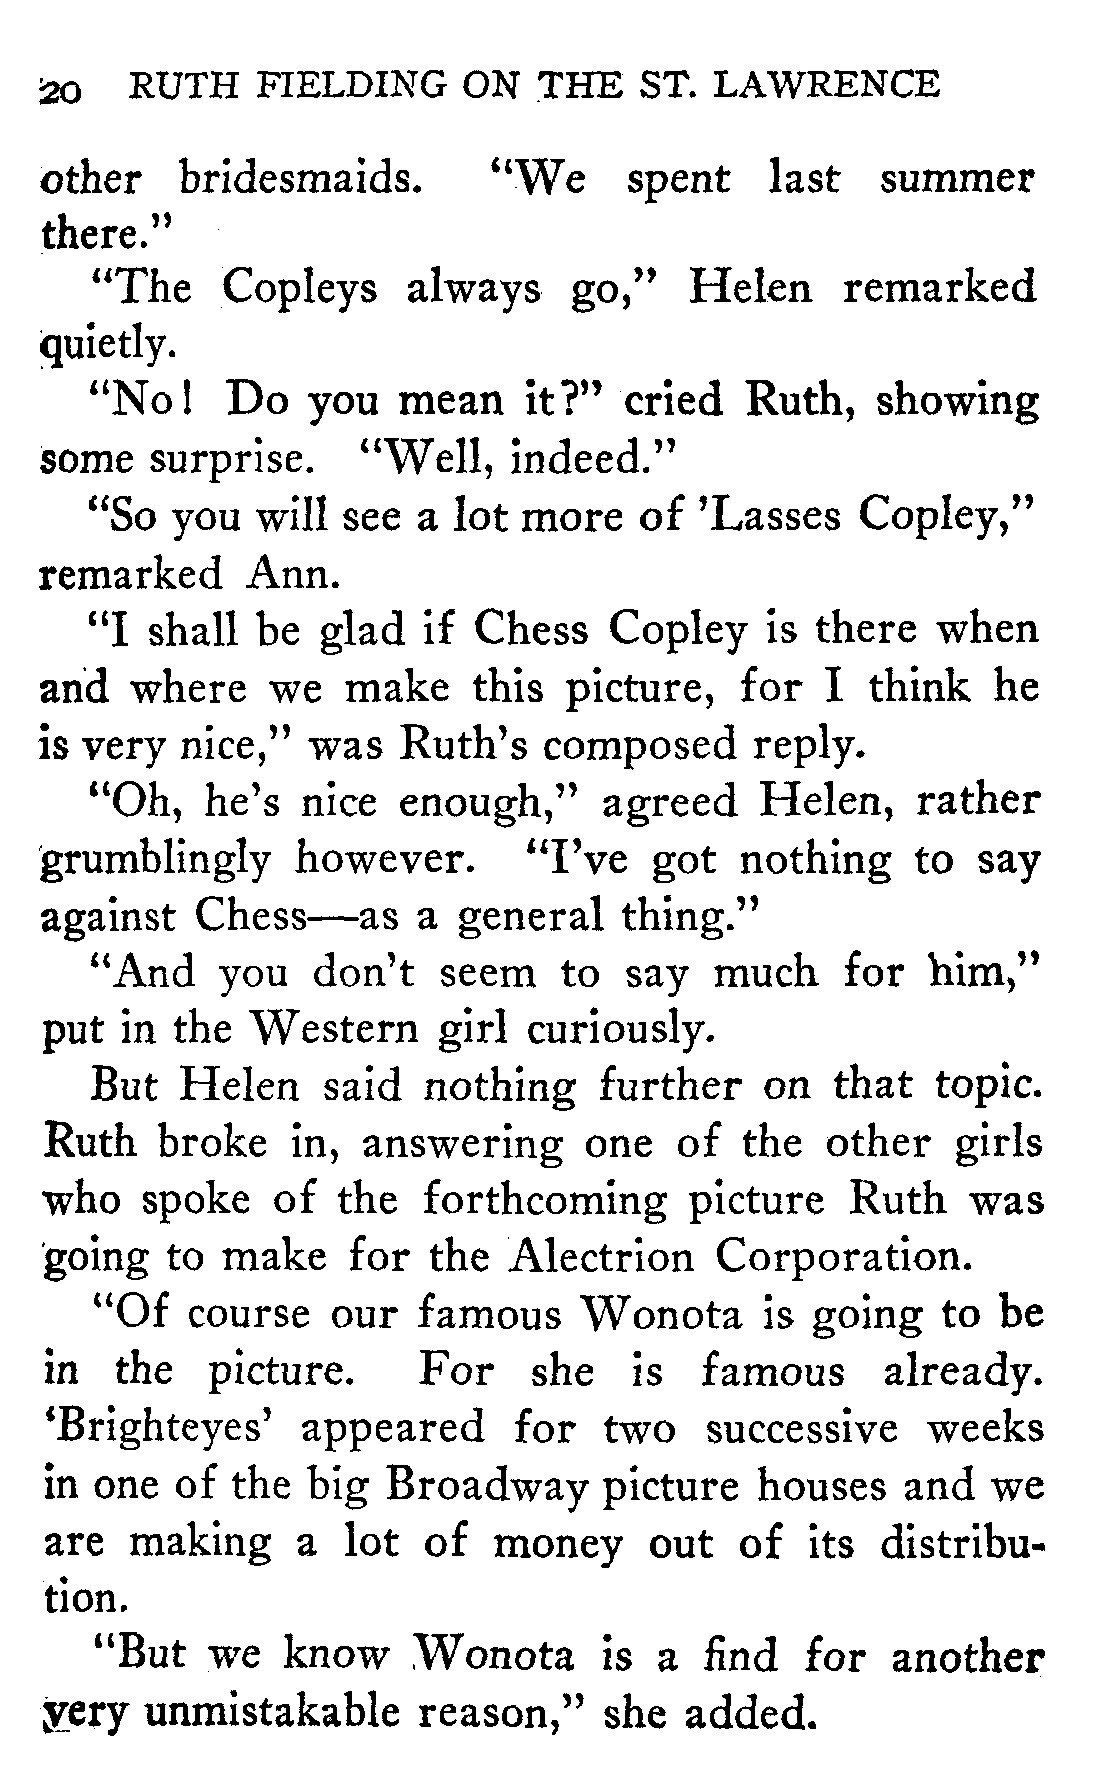 20 RUTH FIELDING ON THE ST. LAWRENCE
other bridesmaids. “We spent last summer
there.”
“The Copleys always go,” Helen remarked
quietly.
“No! Do you mean it?” cried Ruth, showing
some surprise. “Well, indeed.”
“So you will see a lot more of ’Lasses Copley,”
remarked Ann.
“I shall be glad if Chess Copley is there when
and where we make this picture, for I think he
is very nice,” was Ruth’s composed reply.
“Oh, he’s nice enough,” agreed Helen, rather
grumblingly however. “I’ve got nothing to say
against Chess—as a general thing.”
“And you don’t seem to say much for him,”
put in the Western girl curiously.
But Helen said nothing further on that topic.
Ruth broke in, answering one of the other girls
who spoke of the forthcoming picture Ruth was
going to make for the Alectrion Corporation.
“Of course our famous Wonota is going to be
in the picture. For she is famous already.
‘Brighteyes’ appeared for two successive weeks
in one of the big Broadway picture houses and we
are making a lot of money out of its distribu-
tion.
“But we know Wonota is a find for another
very unmistakable reason,” she added.